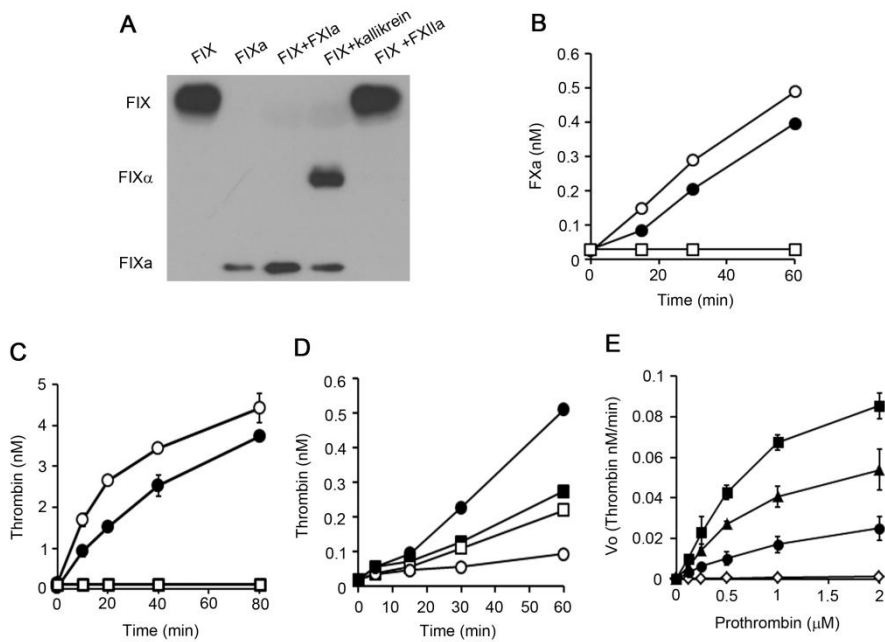 A
FIX
FIXa
FIX+FXIa
FIX+kallikrein
FIX +FXIIa
FIX
FIXα
FIXa
B
FXa (nM)
0.5
0.4
0.3
0.2
0.1
0
0 20 40 60
Time (min)
C
Thrombin (nM)
5
4
3
2
1
0
0 20 40 60 80
Time (min)
D
Thrombin (nM)
0.6
0.5
0.4
0.3
0.2
0.1
0
0 15 30 45 60
Time (min)
E
Vo (Thrombin nM/min)
0.1
0.08
0.06
0.04
0.02
0
0 0.5 1 1.5 2
Prothrombin (μM)